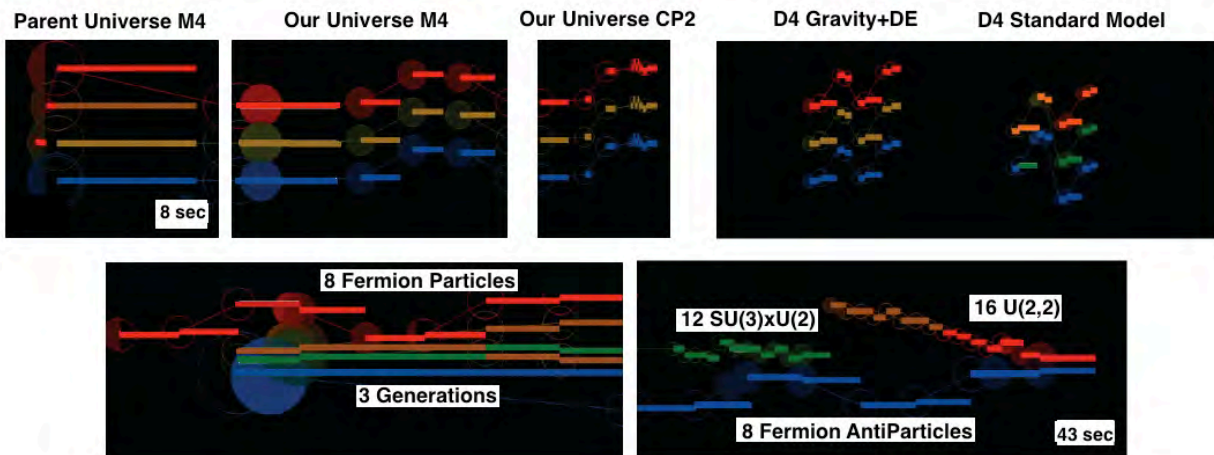 Parent Universe M4
Our Universe M4
Our Universe CP2
D4 Gravity+DE
D4 Standard Model
8 sec
8 Fermion Particles
3 Generations
12 SU(3)xU(2)
16 U(2,2)
8 Fermion AntiParticles
43 sec